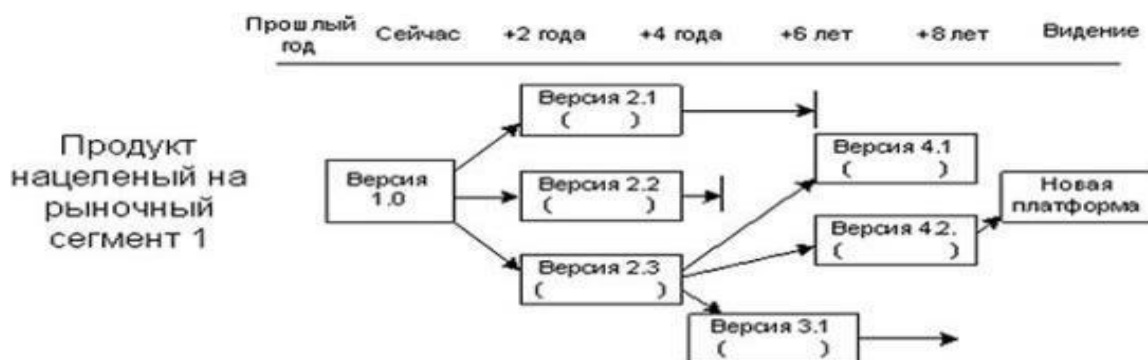 Прошлый год Сейчас +2 года +4 года +6 лет +8 лет Видение
Продукт
нацеленый на
рыночный
сегмент 1
Версия
1.0
Версия 2.1
( )
Версия 2.2
( )
Версия 2.3
( )
Версия 4.1
( )
Версия 4.2.
( )
Версия 3.1
( )
Новая
платформа